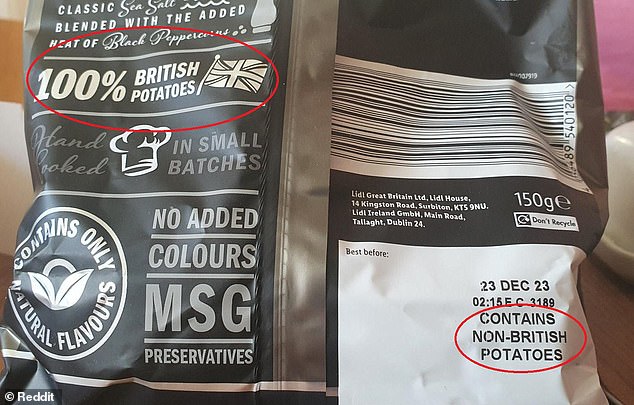 CLASSIC Sea Salt
BLENDED WITH THE ADDED
HEAT OF Black Peppercorns
100% BRITISH
POTATOES
Hand
Cooked
IN SMALL
BATCHES
CONTAINS ONLY
NATURAL FLAVOURS
NO ADDED
COLOURS
MSG
PRESERVATIVES
Lidl Great Britain Ltd, Lidl House,
14 Kingston Road, Surbiton, KT5 9NU.
Lidl Ireland GmbH, Main Road,
Tallaght, Dublin 24.
150g e
Don't Recycle
Best before:
23 DEC 23
02:15 E C 3189
CONTAINS
NON-BRITISH
POTATOES
© Reddit